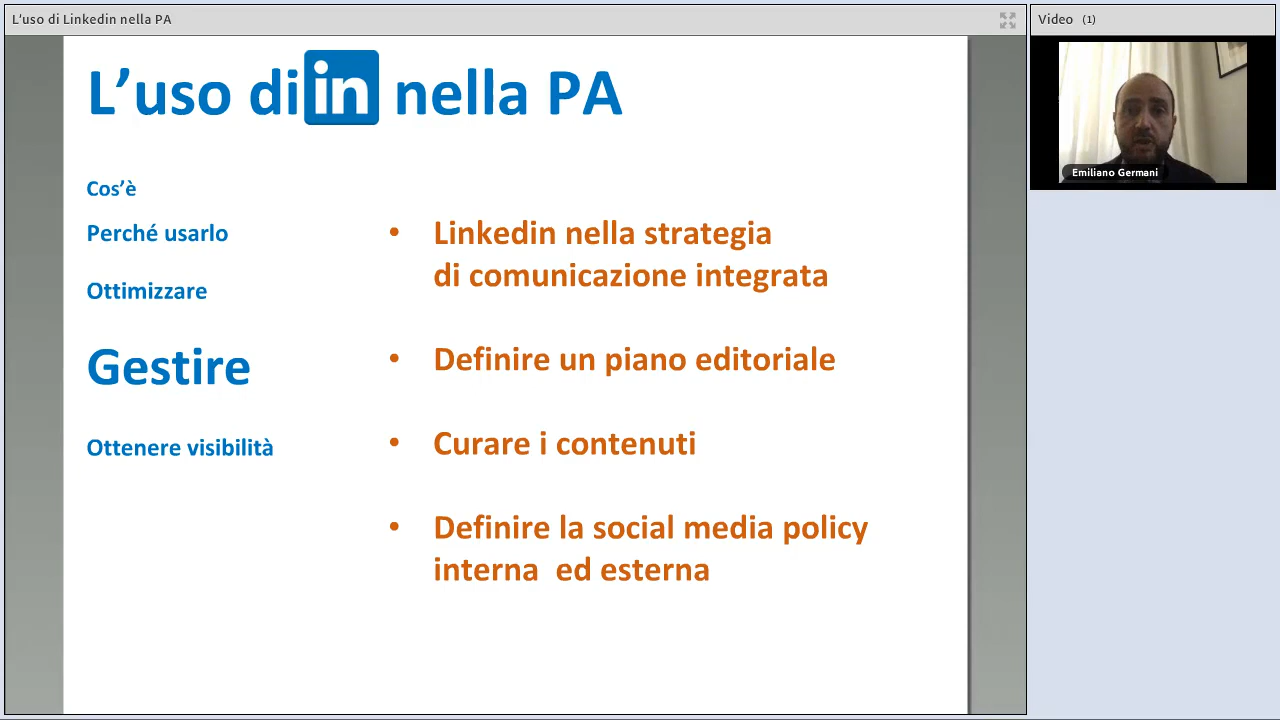 L'uso di Linkedin nella PA
Video (1)
L’uso di in nella PA
Cos’è
Perché usarlo
Ottimizzare
Gestire
Ottenere visibilità
• Linkedin nella strategia
di comunicazione integrata
• Definire un piano editoriale
• Curare i contenuti
• Definire la social media policy
interna ed esterna
Emiliano Germani